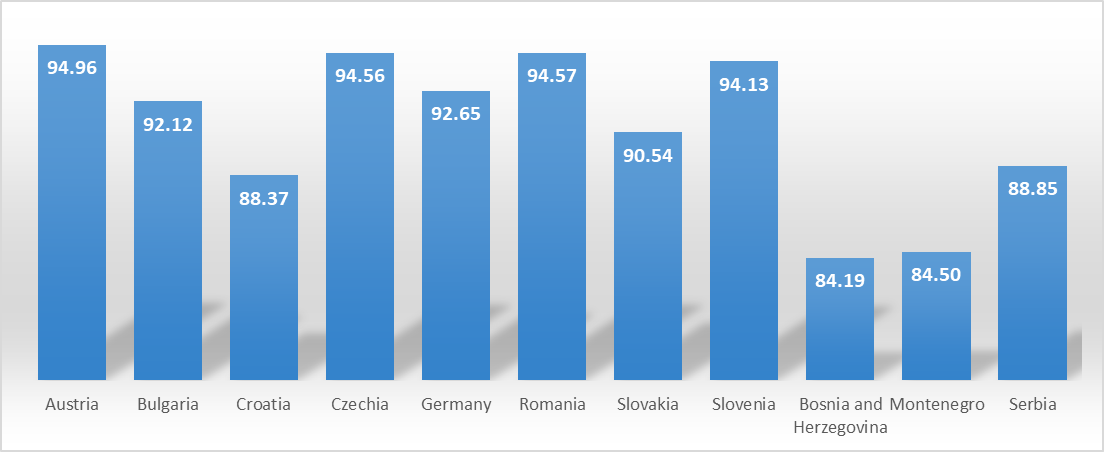 94.96
92.12
88.37
94.56
92.65
94.57
90.54
94.13
84.19
84.50
88.85
Austria
Bulgaria
Croatia
Czechia
Germany
Romania
Slovakia
Slovenia
Bosnia and
Herzegovina
Montenegro
Serbia